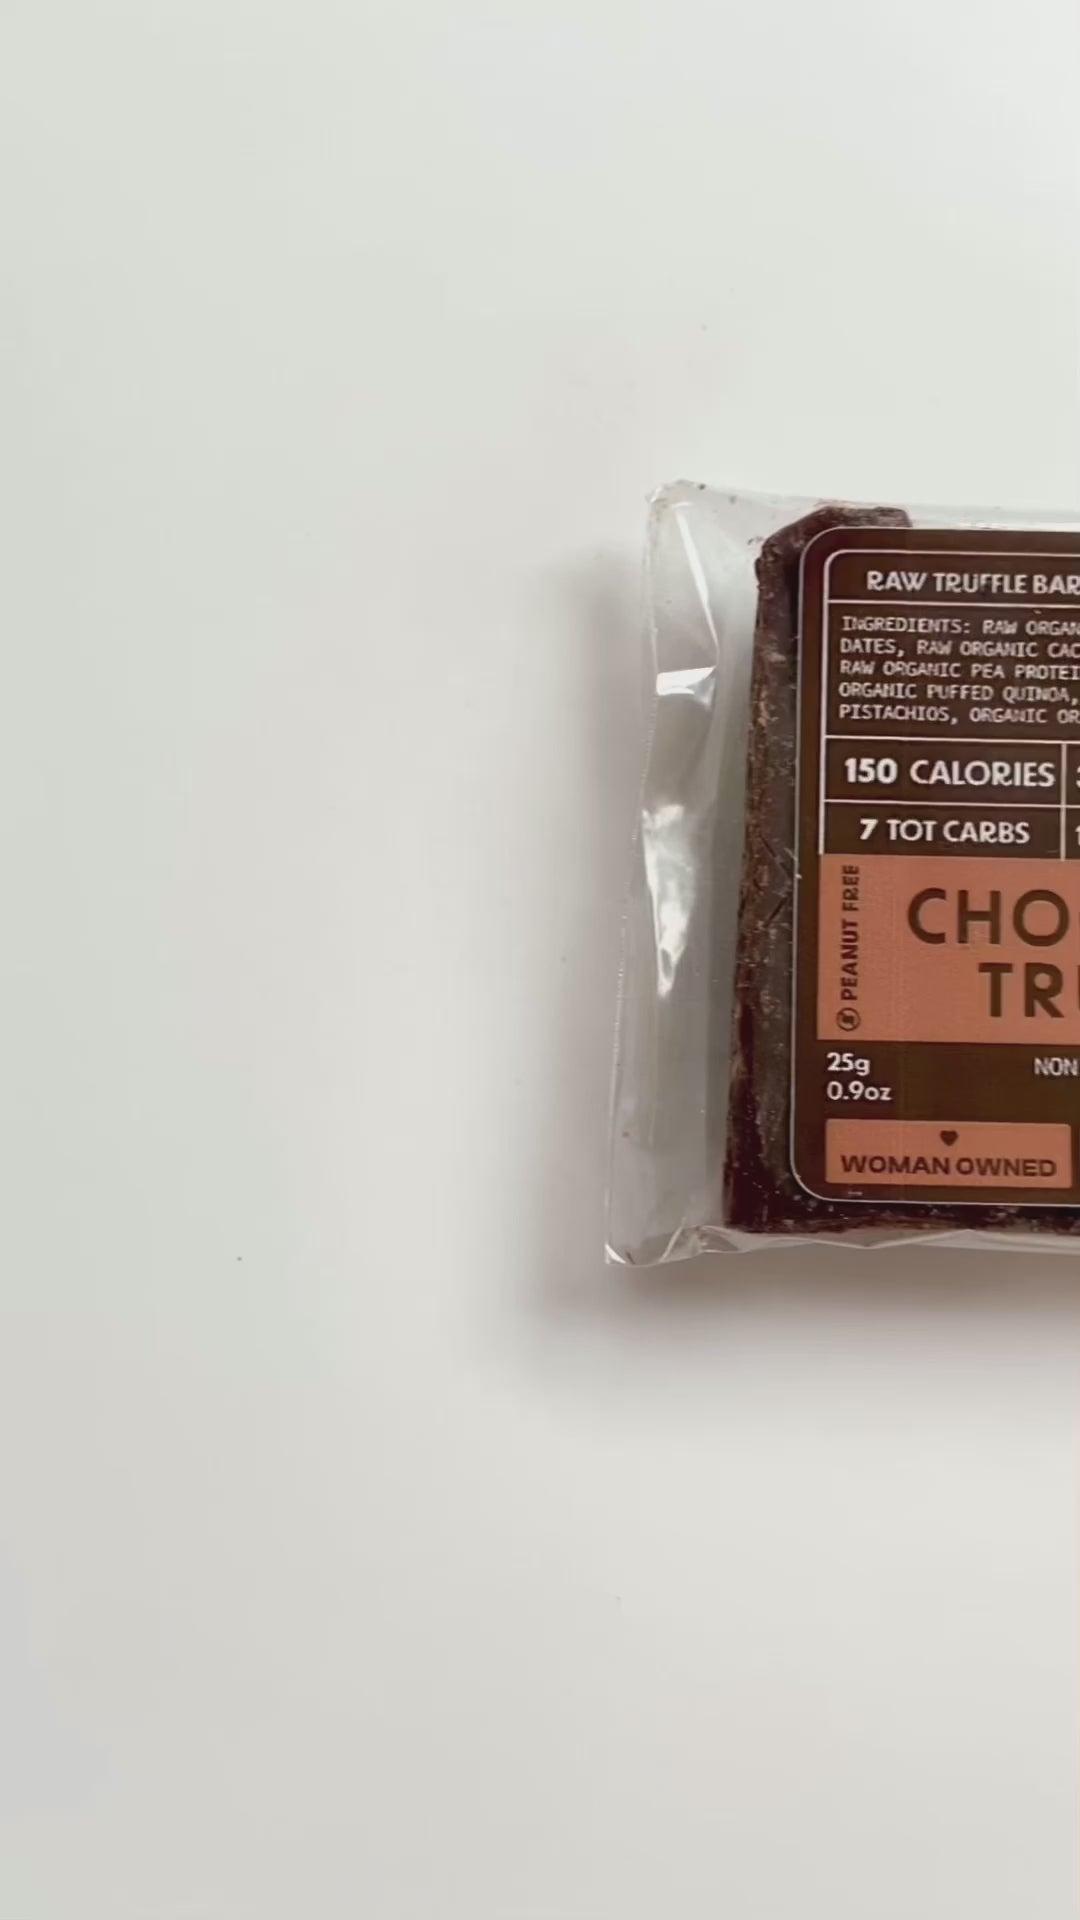 RAW TRUFFLE BAR
INGREDIENTS: RAW ORGAN
DATES, RAW ORGANIC CAC
RAW ORGANIC PEA PROTEI
ORGANIC PUFFED QUINOA,
PISTACHIOS, ORGANIC OR
150 CALORIES
7 TOT CARBS
PEANUT FREE
CHO
TRU
25g
0.9oz
NON
WOMAN OWNED